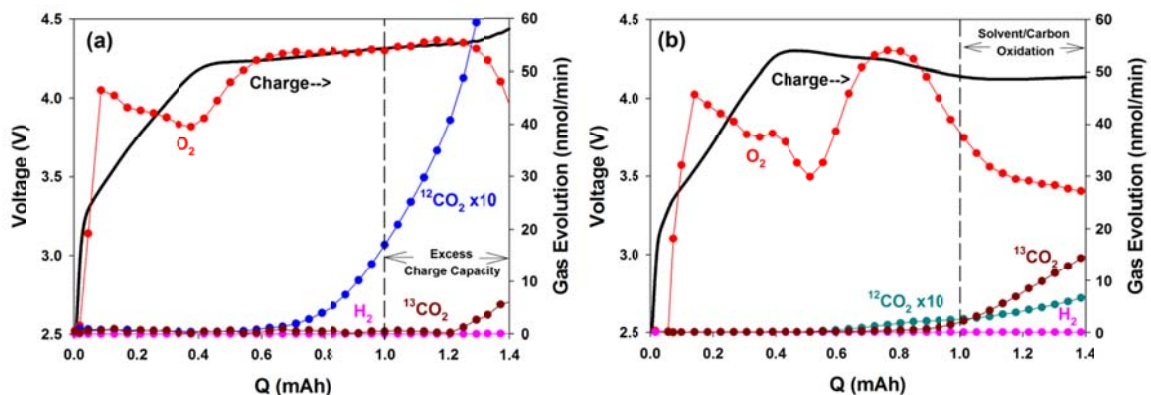 (a)
4.5
4.0
3.5
3.0
2.5
Voltage (V)
Charge-->
O2
12CO2 x10
Excess
Charge Capacity
13CO2
H2
60
50
40
30
20
10
0
Gas Evolution (nmol/min)
0.0 0.2 0.4 0.6 0.8 1.0 1.2 1.4
Q (mAh)
(b)
4.5
4.0
3.5
3.0
2.5
Voltage (V)
Solvent/Carbon
Oxidation
Charge-->
O2
13CO2
12CO2 x10
H2
60
50
40
30
20
10
0
Gas Evolution (nmol/min)
0.0 0.2 0.4 0.6 0.8 1.0 1.2 1.4
Q (mAh)